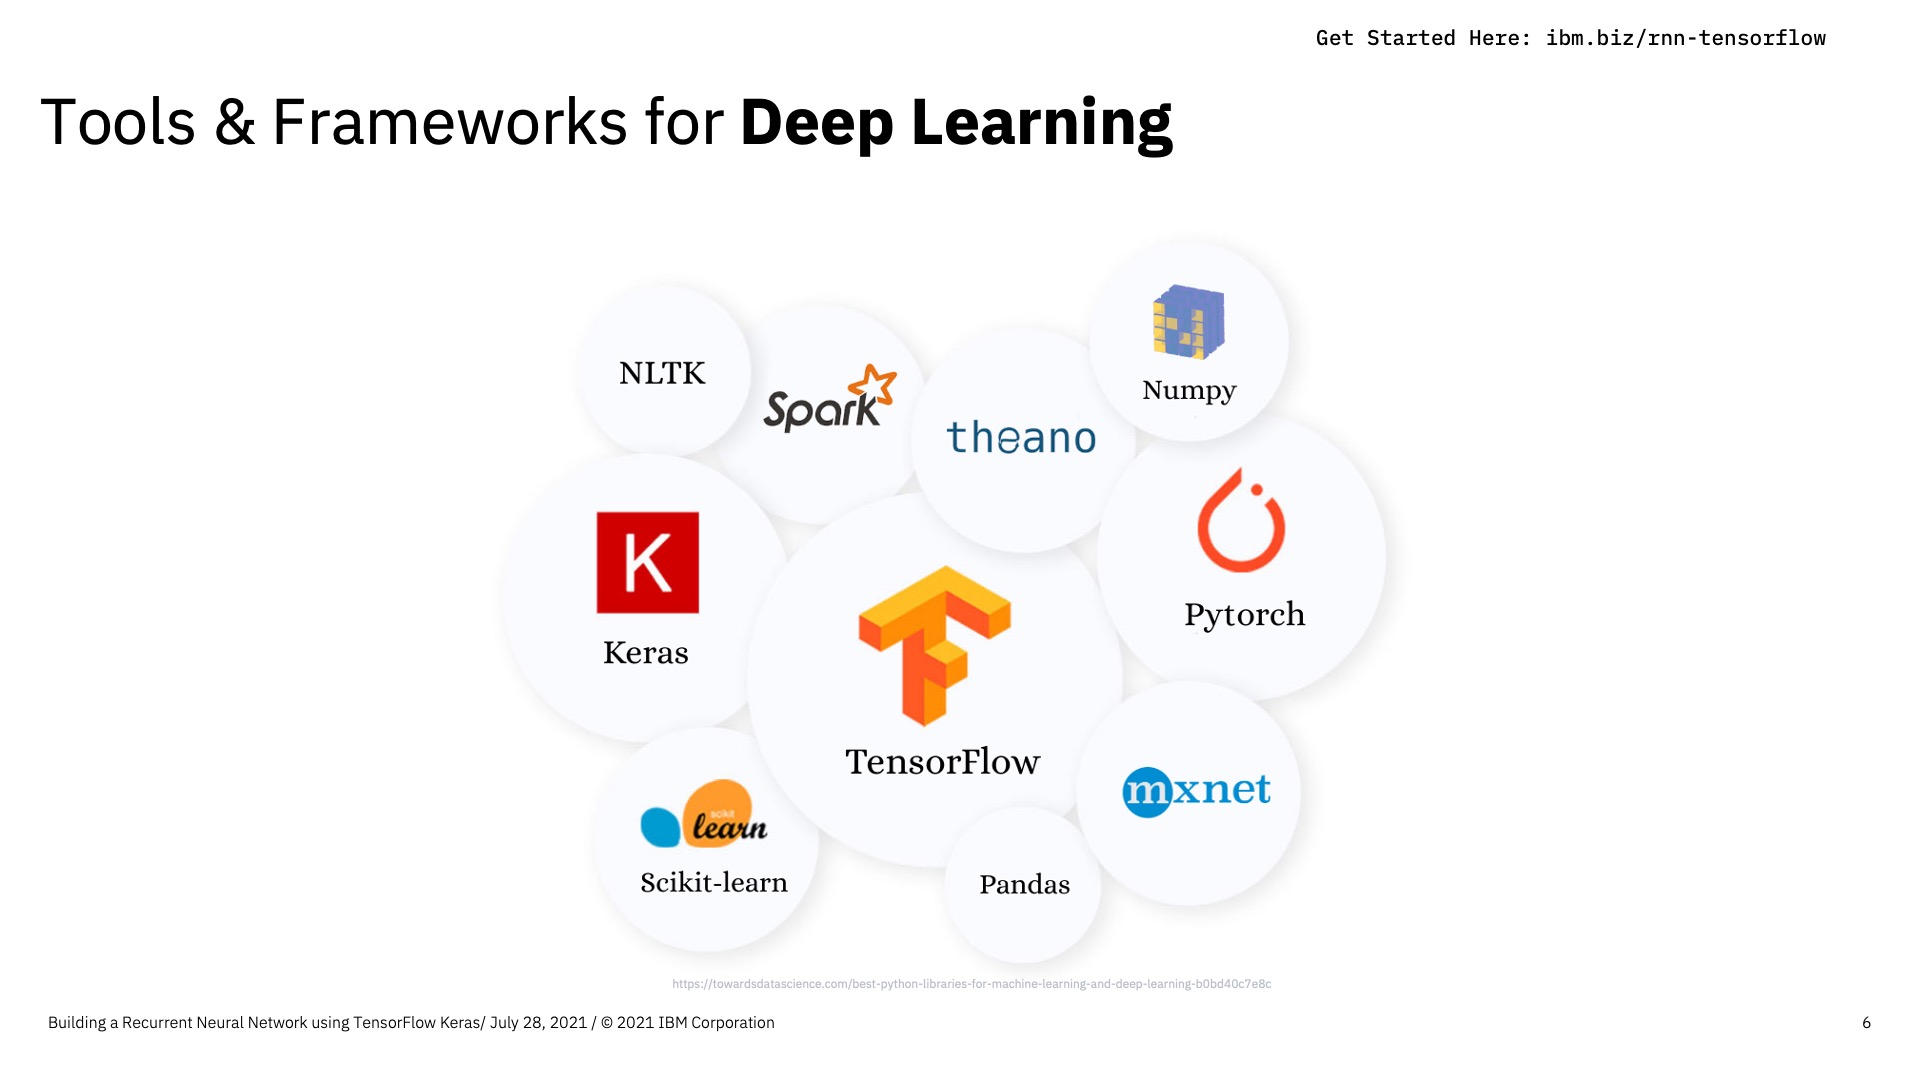 Get Started Here: ibm.biz/rnn-tensorflow
Tools & Frameworks for Deep Learning
NLTK
Spark
theano
Numpy
K
Keras
Pytorch
TensorFlow
mxnet
scikit
learn
Scikit-learn
Pandas
https://towardsdatascience.com/best-python-libraries-for-machine-learning-and-deep-learning-b0bd40c7e8c
Building a Recurrent Neural Network using TensorFlow Keras/ July 28, 2021 / © 2021 IBM Corporation
6